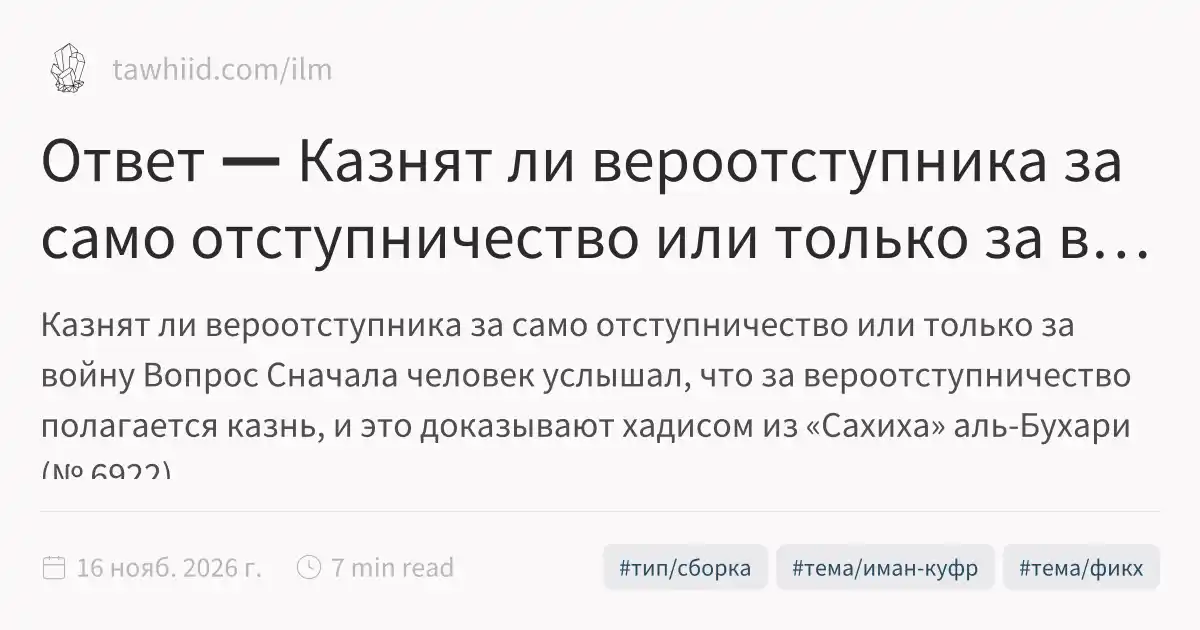 tawhiid.com/ilm
Ответ — Казнят ли вероотступника за
само отступничество или только за в…
Казнят ли вероотступника за само отступничество или только за
войну Вопрос Сначала человек услышал, что за вероотступничество
полагается казнь, и это доказывают хадисом из «Сахиха» аль-Бухари
(№ 6922)
16 нояб. 2026 г.
7 min read
#тип/сборка
#тема/иман-куфр
#тема/фикх